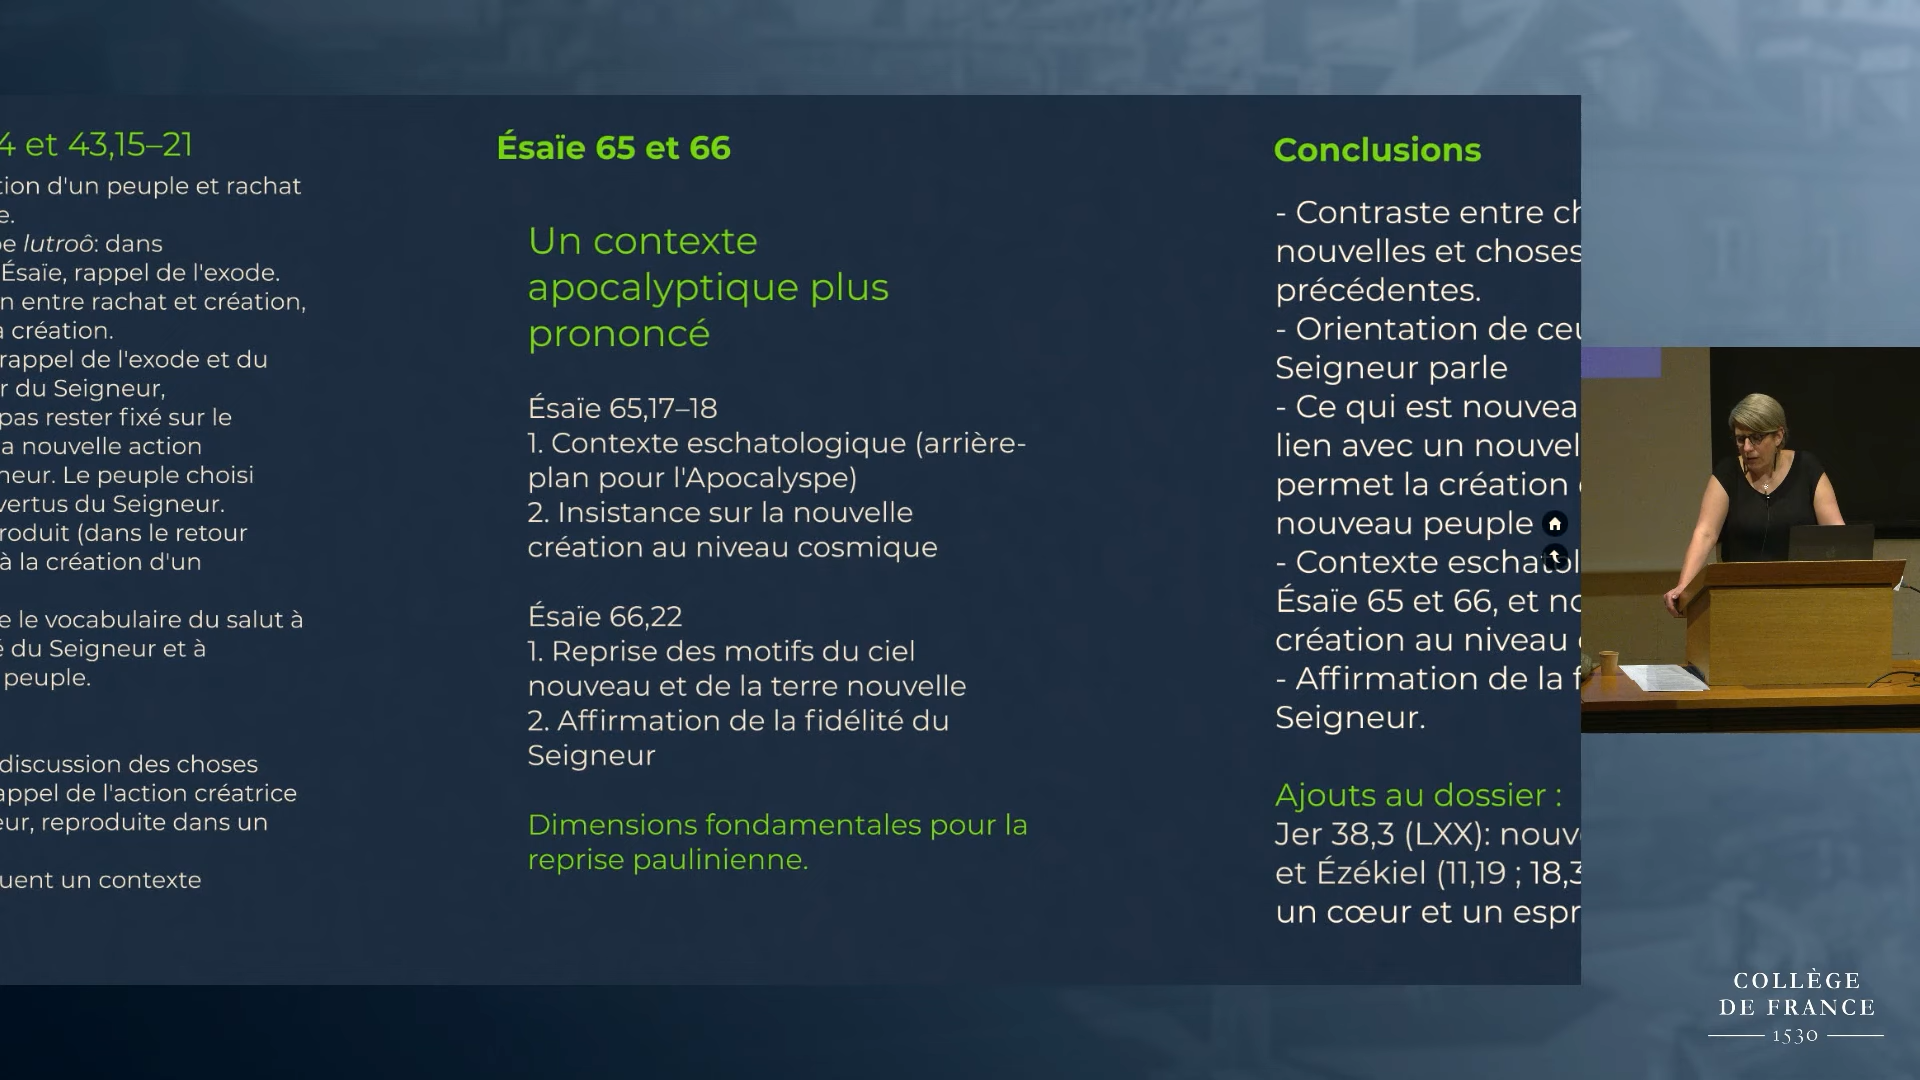 4 et 43,15–21
tion d'un peuple et rachat
e.
pe lutroô: dans
Ésaïe, rappel de l'exode.
n entre rachat et création,
a création.
rappel de l'exode et du
r du Seigneur,
pas rester fixé sur le
a nouvelle action
neur. Le peuple choisi
vertus du Seigneur.
roduit (dans le retour
à la création d'un
e le vocabulaire du salut à
é du Seigneur et à
peuple.
discussion des choses
appel de l'action créatrice
eur, reproduite dans un
uent un contexte
Ésaïe 65 et 66
Un contexte
apocalyptique plus
prononcé
Ésaïe 65,17–18
1. Contexte eschatologique (arrière-
plan pour l'Apocalyspe)
2. Insistance sur la nouvelle
création au niveau cosmique
Ésaïe 66,22
1. Reprise des motifs du ciel
nouveau et de la terre nouvelle
2. Affirmation de la fidélité du
Seigneur
Dimensions fondamentales pour la
reprise paulinienne.
Conclusions
- Contraste entre ch
nouvelles et choses
précédentes.
- Orientation de ceu
Seigneur parle
- Ce qui est nouvea
lien avec un nouvel
permet la création
nouveau peuple
- Contexte eschatol
Ésaïe 65 et 66, et no
création au niveau
- Affirmation de la f
Seigneur.
Ajouts au dossier :
Jer 38,3 (LXX): nouv
et Ézékiel (11,19 ; 18,3
un cœur et un espr
COLLÈGE
DE FRANCE
1530